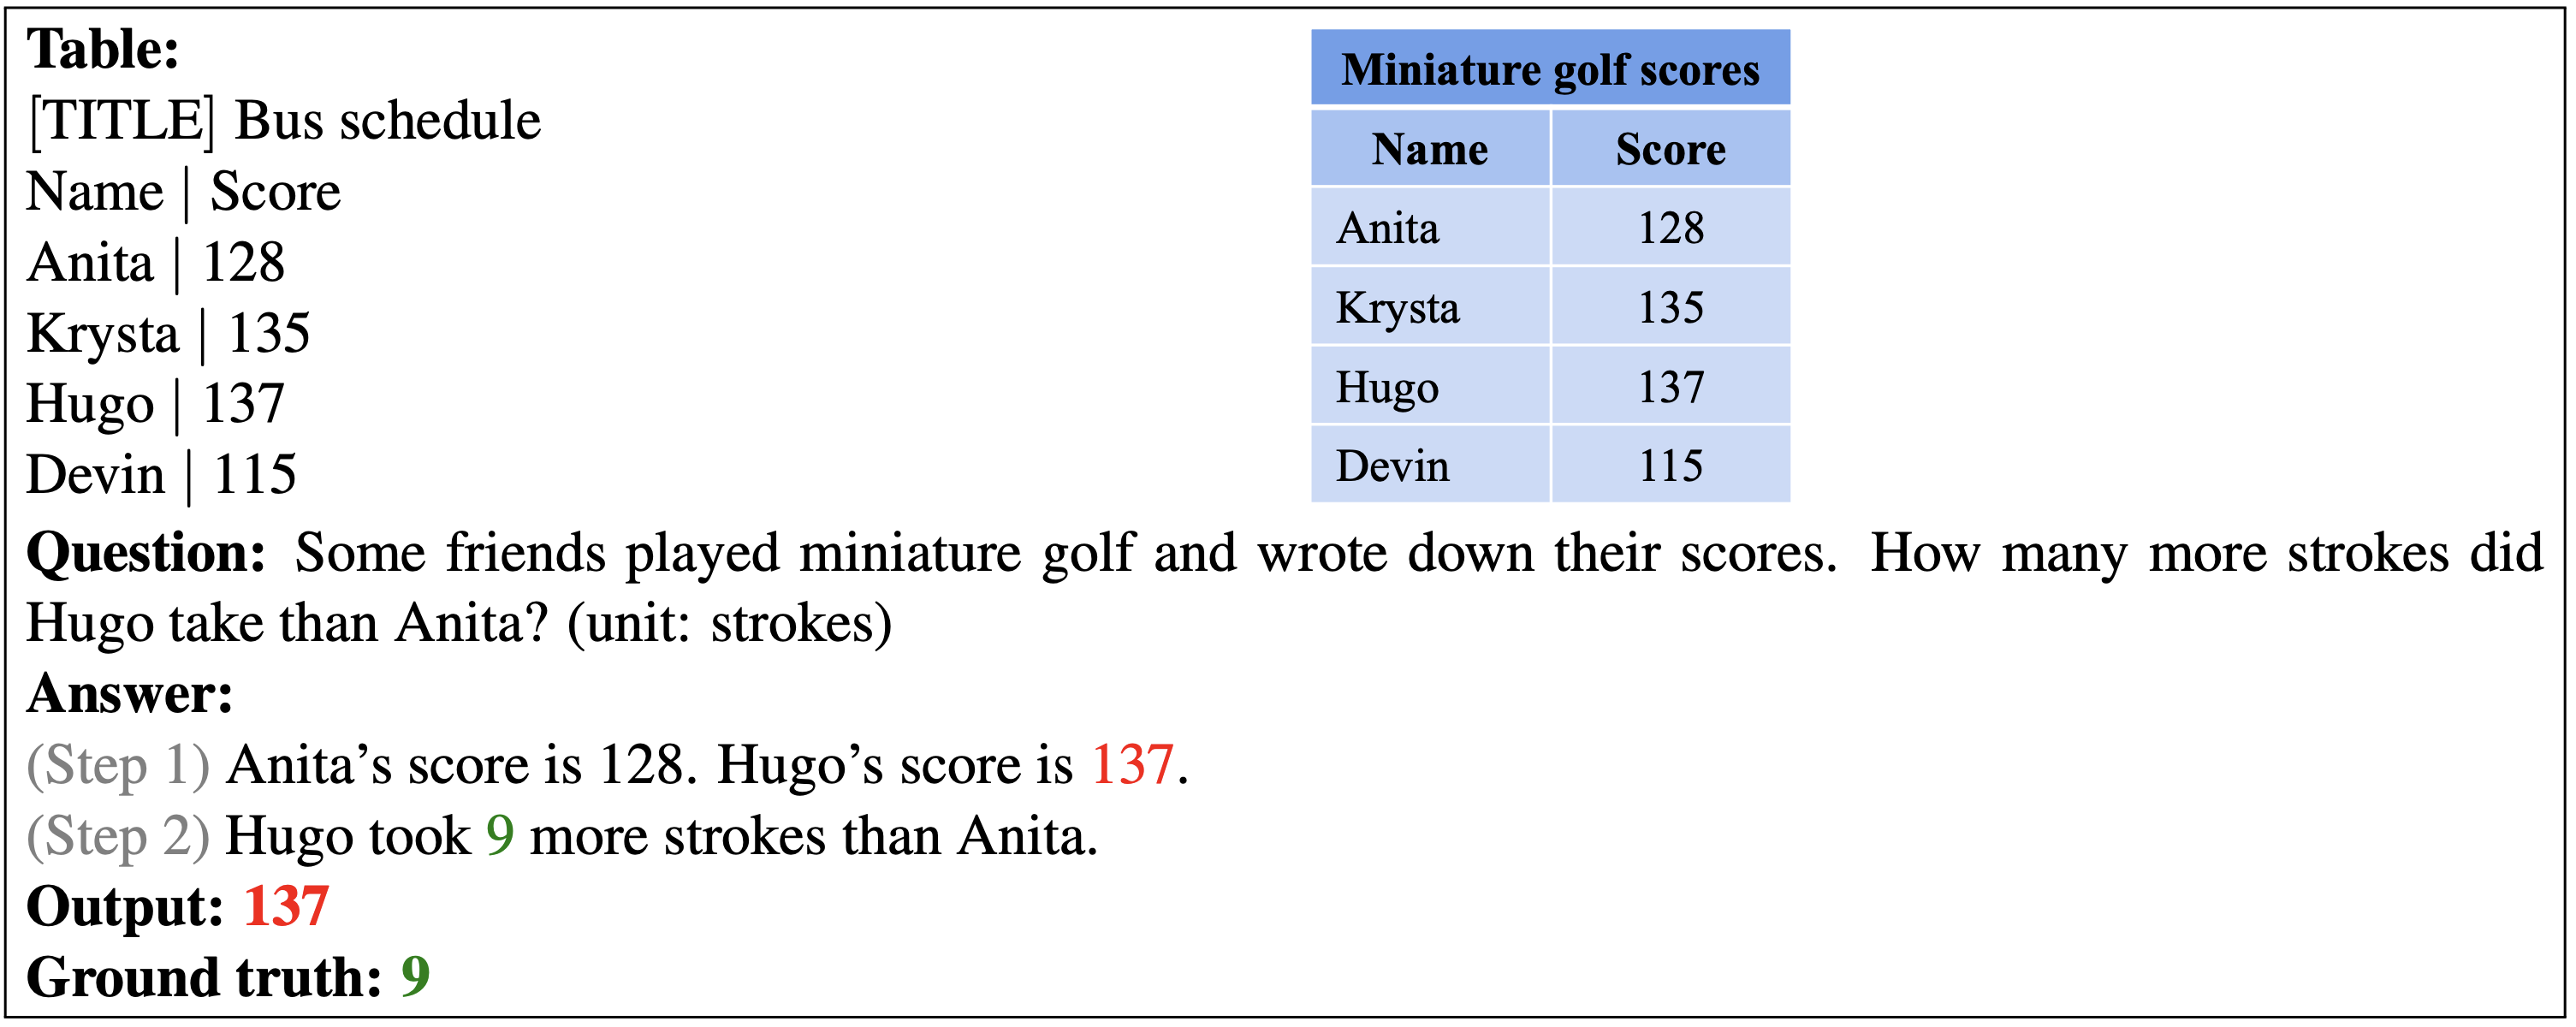 Table:
[TITLE] Bus schedule
Name | Score
Anita | 128
Krysta | 135
Hugo | 137
Devin | 115
Miniature golf scores
Name Score
Anita 128
Krysta 135
Hugo 137
Devin 115
Question: Some friends played miniature golf and wrote down their scores. How many more strokes did
Hugo take than Anita? (unit: strokes)
Answer:
(Step 1) Anita’s score is 128. Hugo’s score is 137.
(Step 2) Hugo took 9 more strokes than Anita.
Output: 137
Ground truth: 9